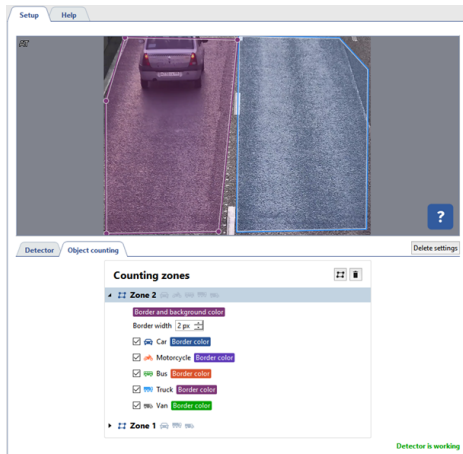 Setup
Help
?
Detector
Object counting
Delete settings
Counting zones
Zone 2
Border and background color
Border width 2 px
Car Border color
Motorcycle Border color
Bus Border color
Truck Border color
Van Border color
Zone 1
Detector is working